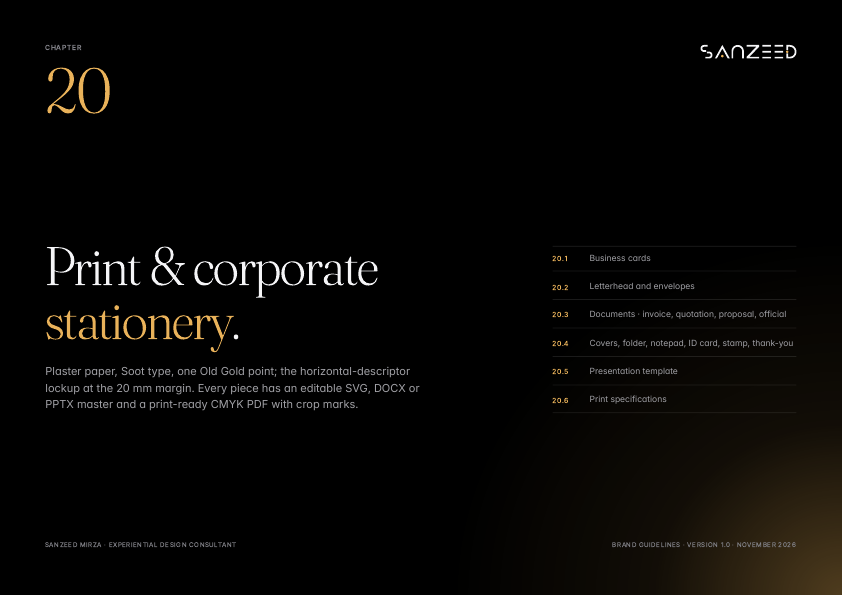 CHAPTER
SANZEED
20
Print & corporate
stationery.
Plaster paper, Soot type, one Old Gold point; the horizontal-descriptor
lockup at the 20 mm margin. Every piece has an editable SVG, DOCX or
PPTX master and a print-ready CMYK PDF with crop marks.
20.1 Business cards
20.2 Letterhead and envelopes
20.3 Documents · invoice, quotation, proposal, official
20.4 Covers, folder, notepad, ID card, stamp, thank-you
20.5 Presentation template
20.6 Print specifications
SANZEED MIRZA · EXPERIENTIAL DESIGN CONSULTANT
BRAND GUIDELINES · VERSION 1.0 · NOVEMBER 2026